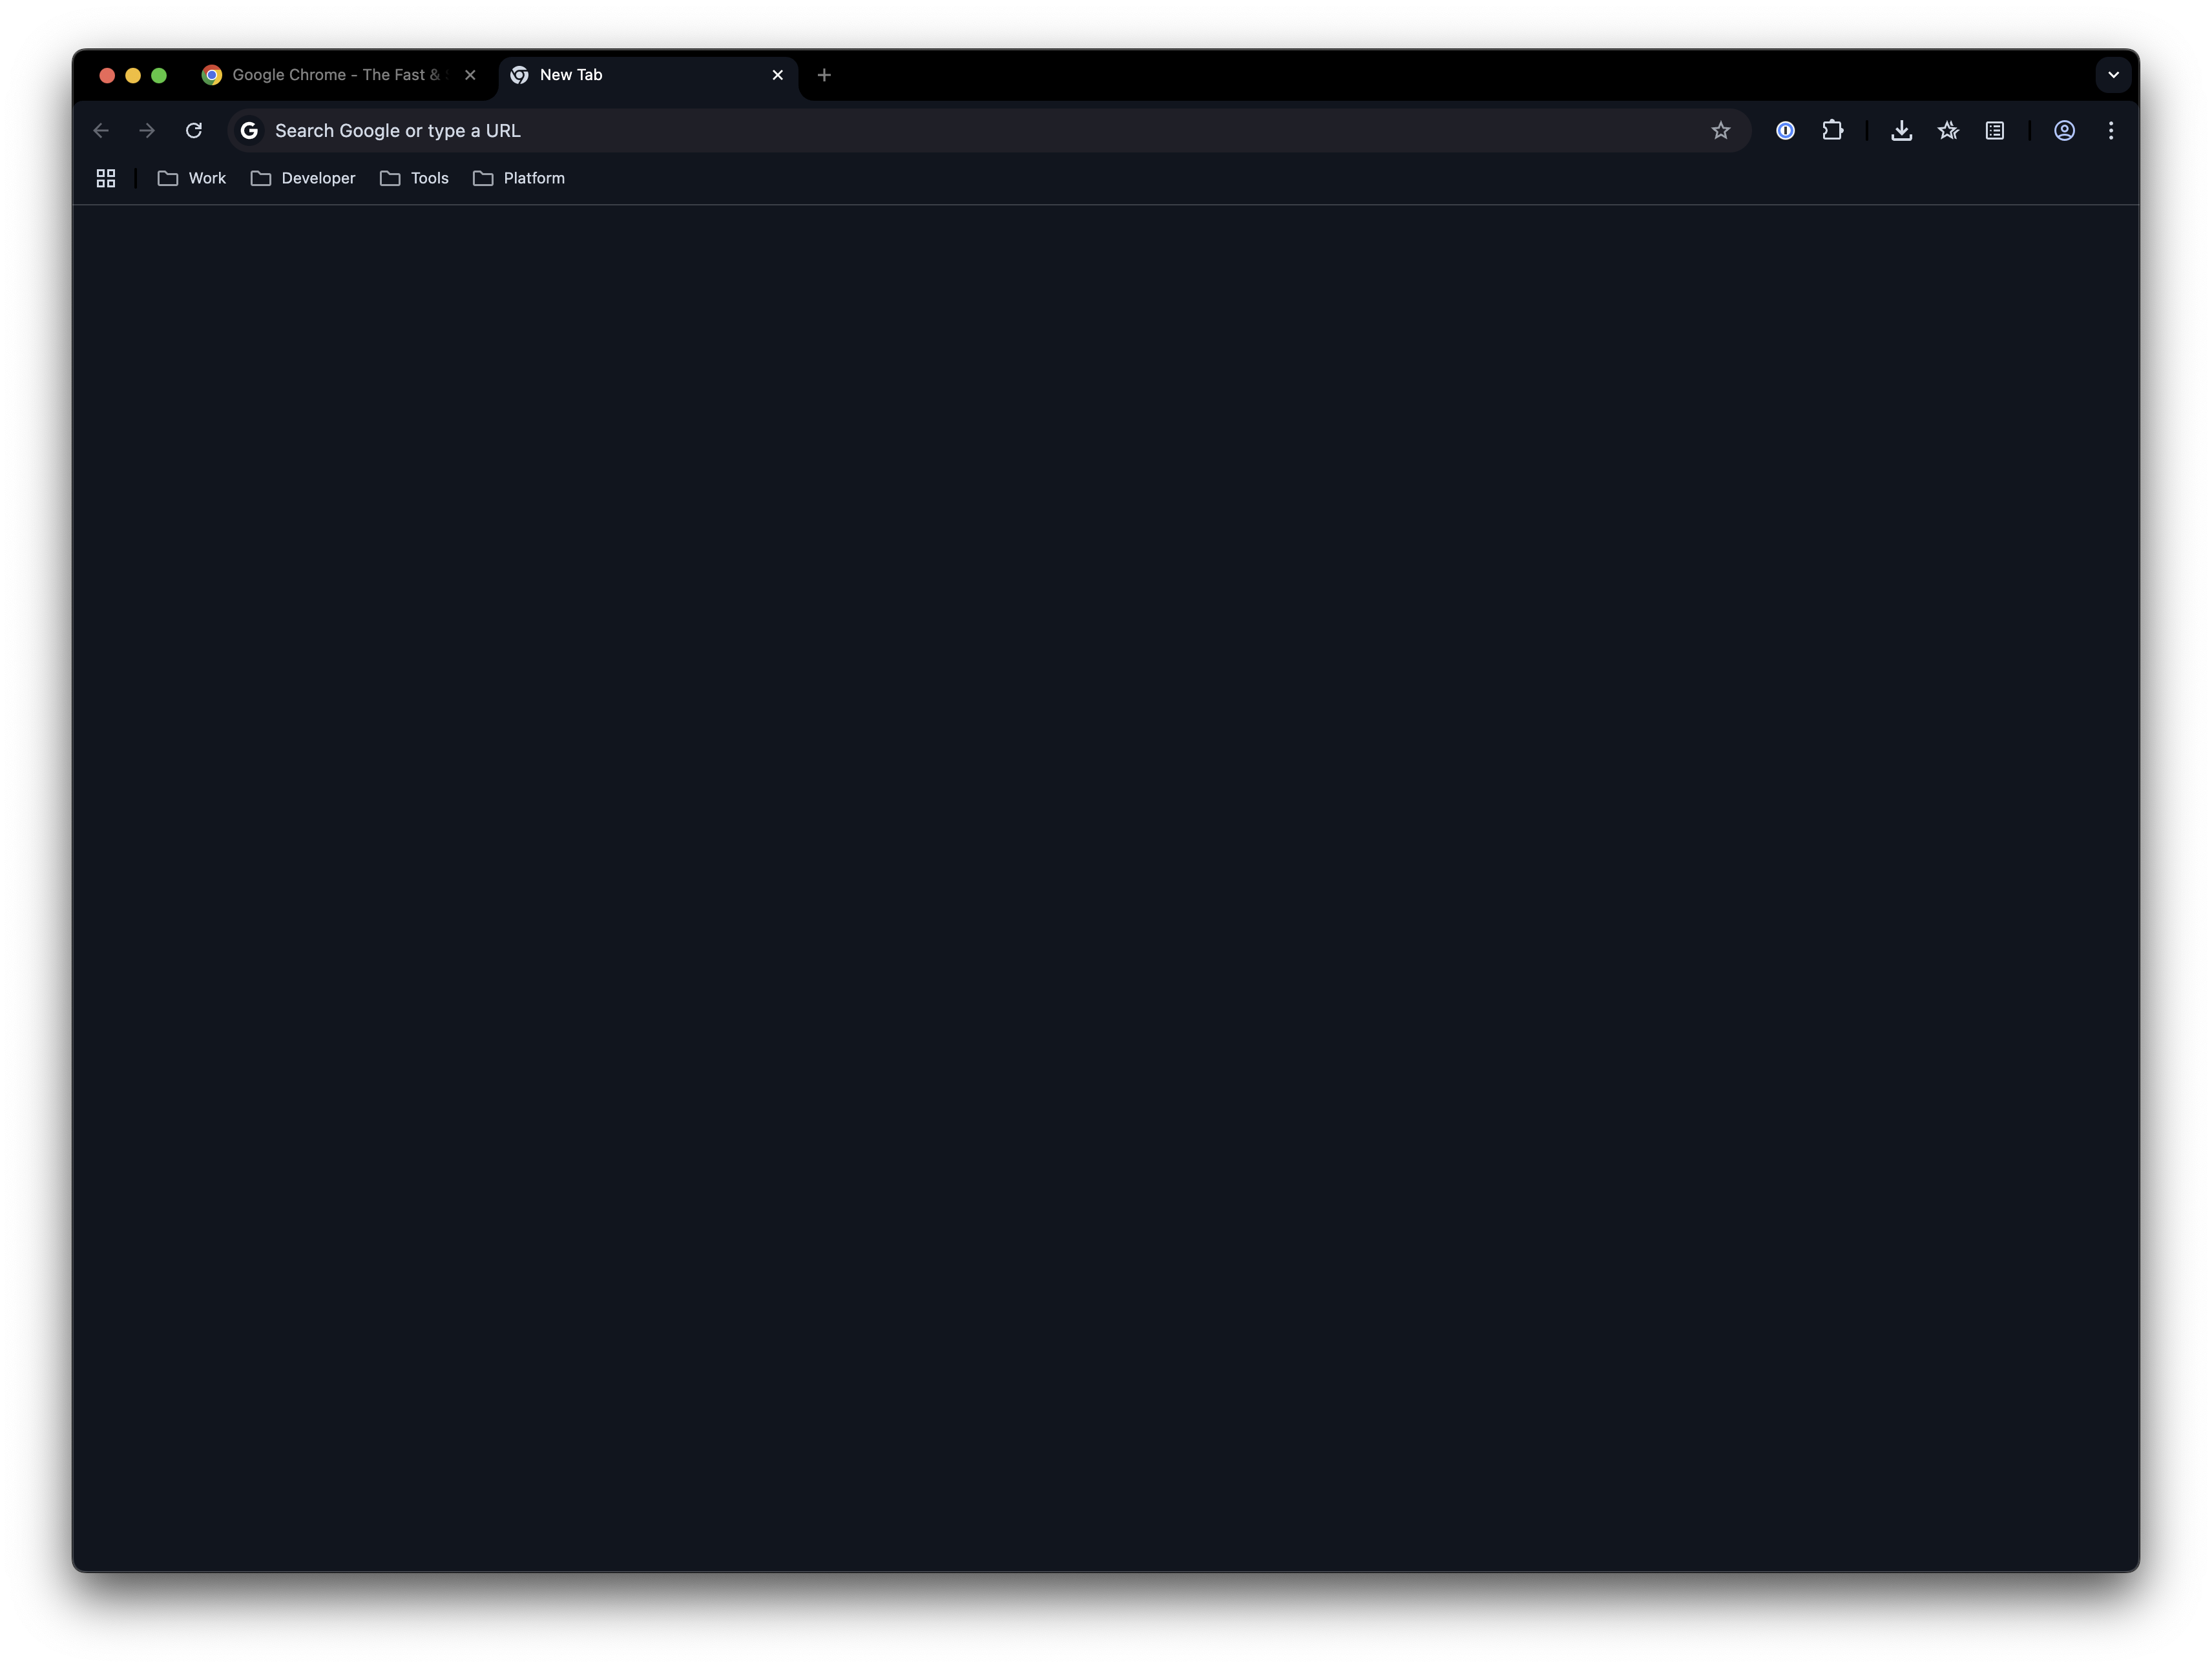 Google Chrome - The Fast &
New Tab
Search Google or type a URL
Work
Developer
Tools
Platform